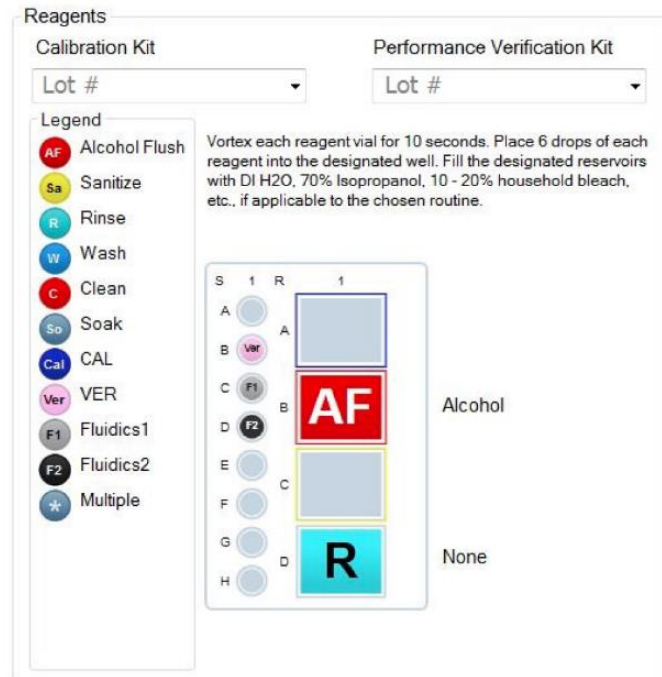 Reagents
Calibration Kit
Performance Verification Kit
Lot #
Lot #
Legend
AF Alcohol Flush
Sa Sanitize
R Rinse
W Wash
C Clean
So Soak
Cal CAL
Ver VER
F1 Fluidics1
F2 Fluidics2
* Multiple
Vortex each reagent vial for 10 seconds. Place 6 drops of each
reagent into the designated well. Fill the designated reservoirs
with DI H2O, 70% Isopropanol, 10 - 20% household bleach,
etc., if applicable to the chosen routine.
S 1 R 1
A
A
B Ver
C F1
B AF Alcohol
D F2
E
C
F
G
D R None
H